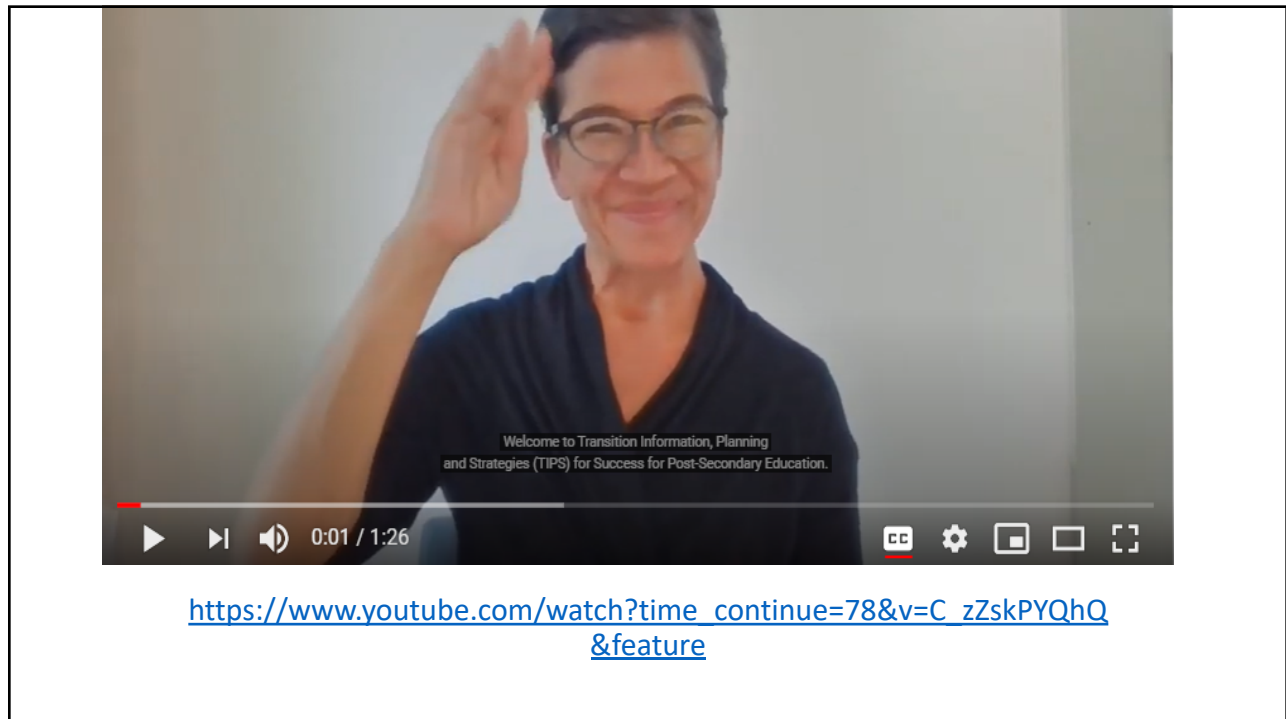 Welcome to Transition Information, Planning
and Strategies (TIPS) for Success for Post-Secondary Education.
0:01 / 1:26
CC
https://www.youtube.com/watch?time_continue=78&v=C_zZskPYQhQ
&feature